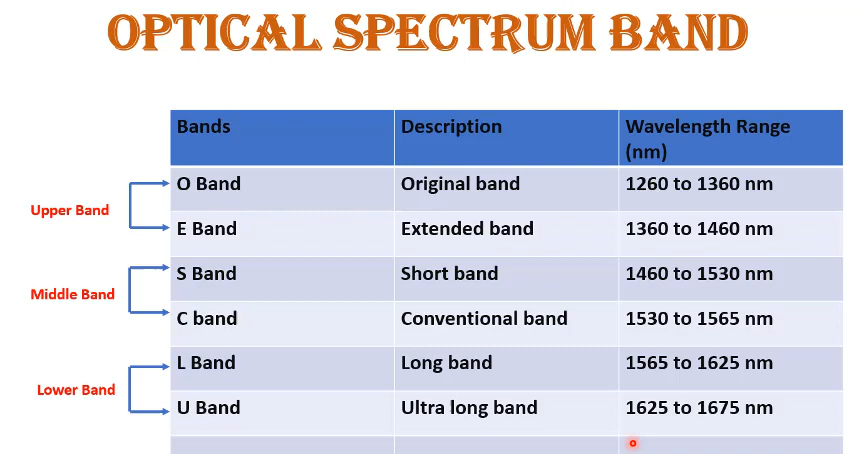 OPTICAL SPECTRUM BAND
Bands Description Wavelength Range
(nm)
O Band Original band 1260 to 1360 nm
Upper Band
E Band Extended band 1360 to 1460 nm
S Band Short band 1460 to 1530 nm
Middle Band
C band Conventional band 1530 to 1565 nm
L Band Long band 1565 to 1625 nm
Lower Band
U Band Ultra long band 1625 to 1675 nm